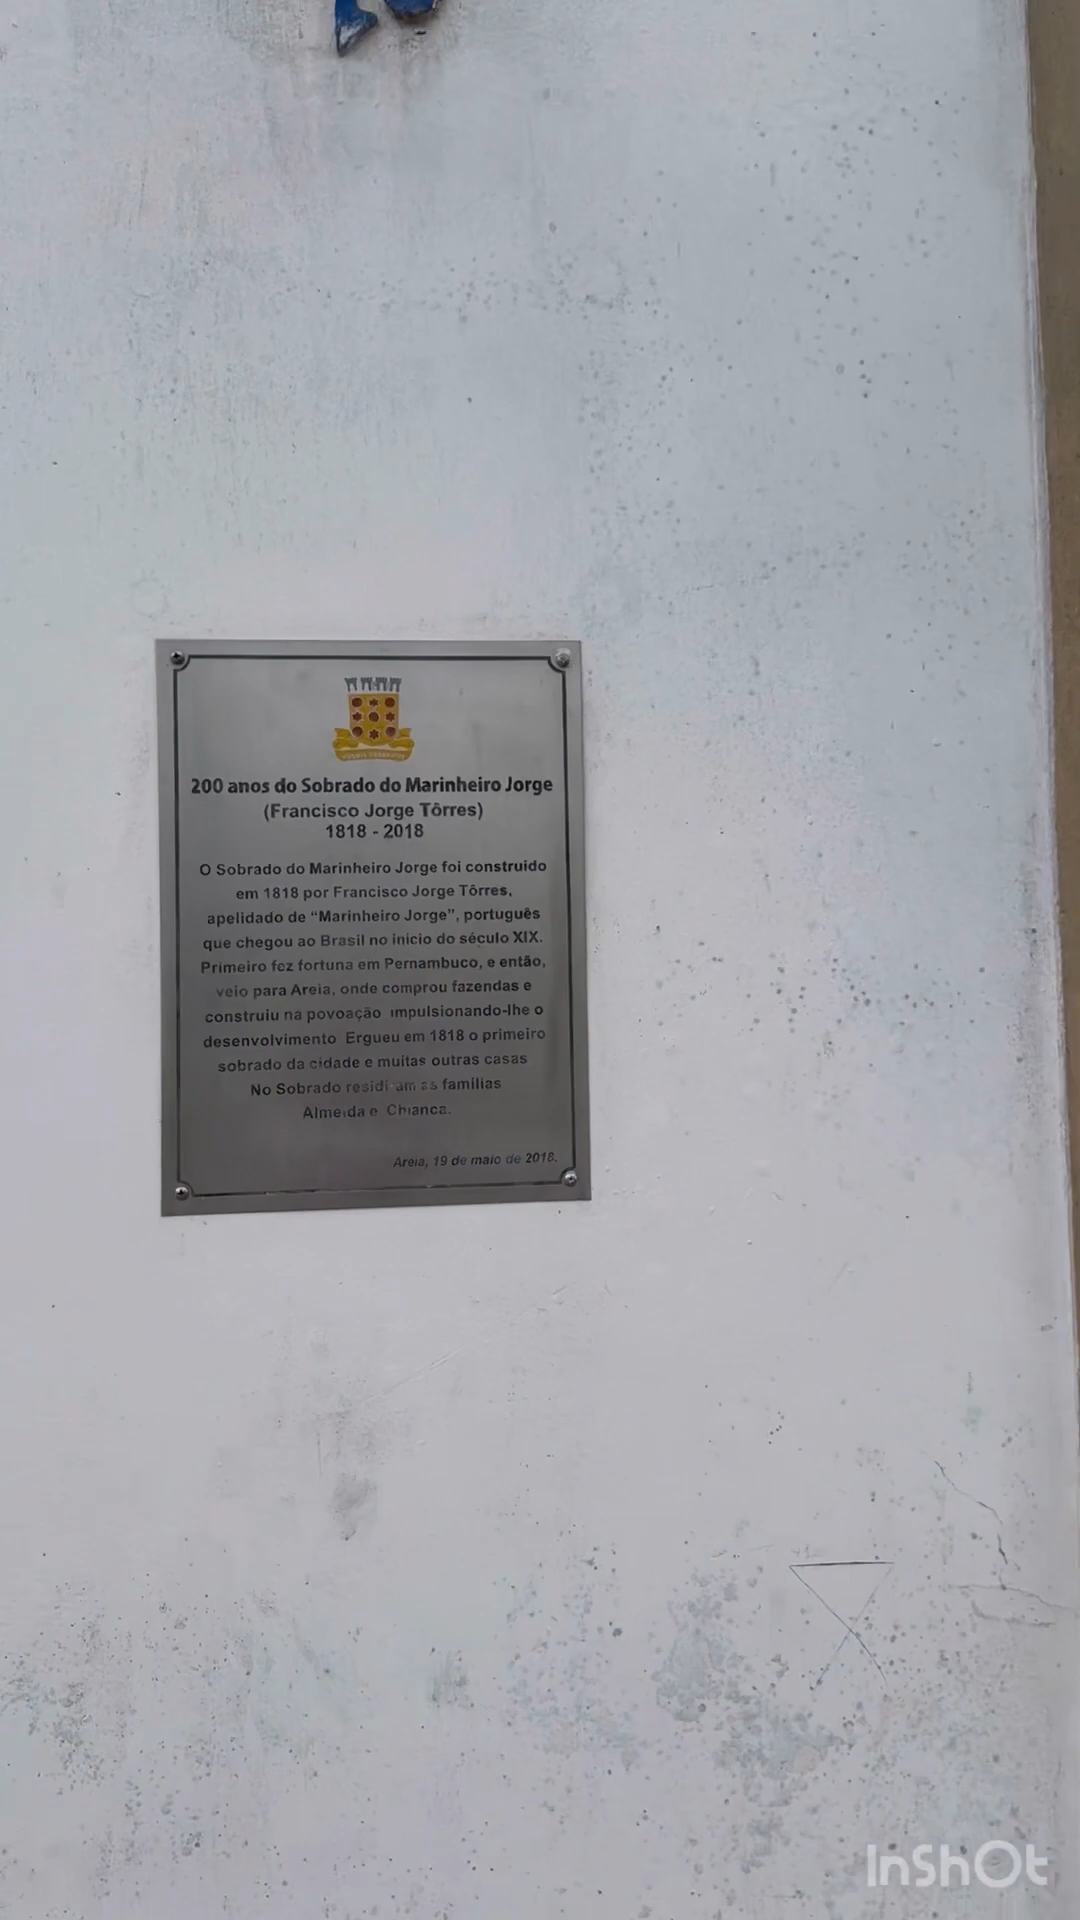 200 anos do Sobrado do Marinheiro Jorge
(Francisco Jorge Tôrres)
1818 - 2018
O Sobrado do Marinheiro Jorge foi construido
em 1818 por Francisco Jorge Tôrres,
apelidado de “Marinheiro Jorge”, português
que chegou ao Brasil no inicio do século XIX.
Primeiro fez fortuna em Pernambuco, e então,
veio para Areia, onde comprou fazendas e
construiu na povoação impulsionando-lhe o
desenvolvimento Ergueu em 1818 o primeiro
sobrado da cidade e muitas outras casas
No Sobrado residiram as familias
Almeida e Chianca.
Areia, 19 de maio de 2018.
InShOt